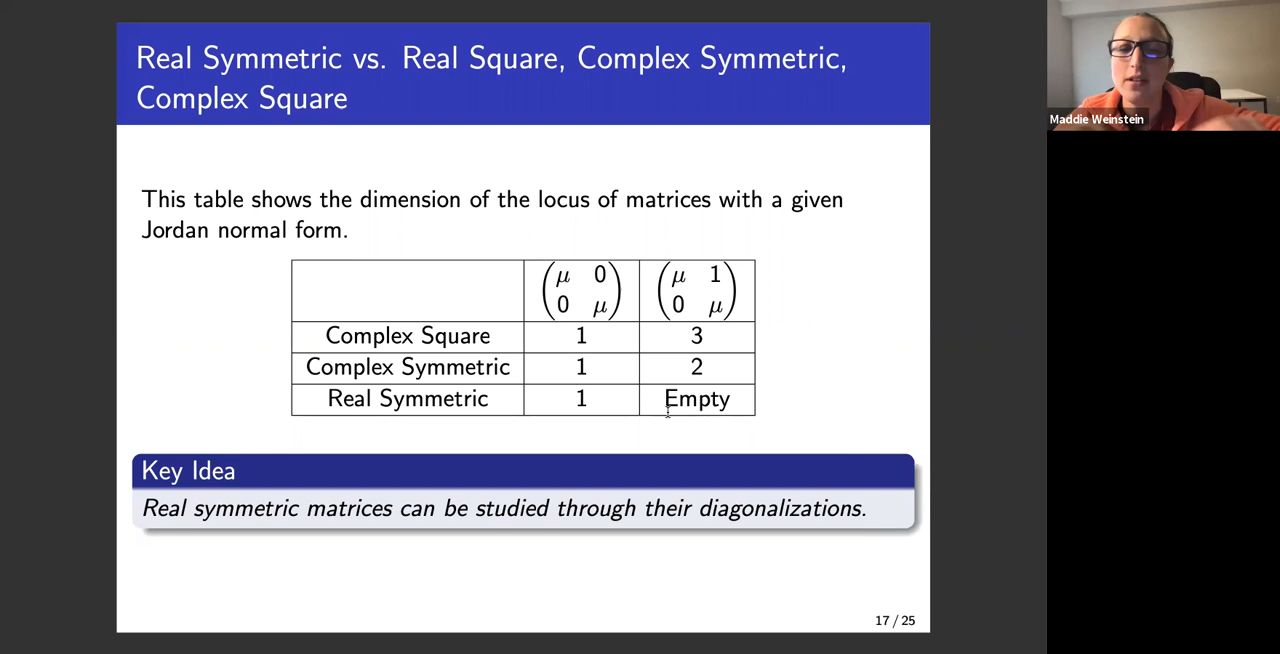 Real Symmetric vs. Real Square, Complex Symmetric,
Complex Square
Maddie Weinstein
This table shows the dimension of the locus of matrices with a given
Jordan normal form.
μ 0 μ 1
0 μ 0 μ
Complex Square 1 3
Complex Symmetric 1 2
Real Symmetric 1 Empty
Key Idea
Real symmetric matrices can be studied through their diagonalizations.
17 / 25